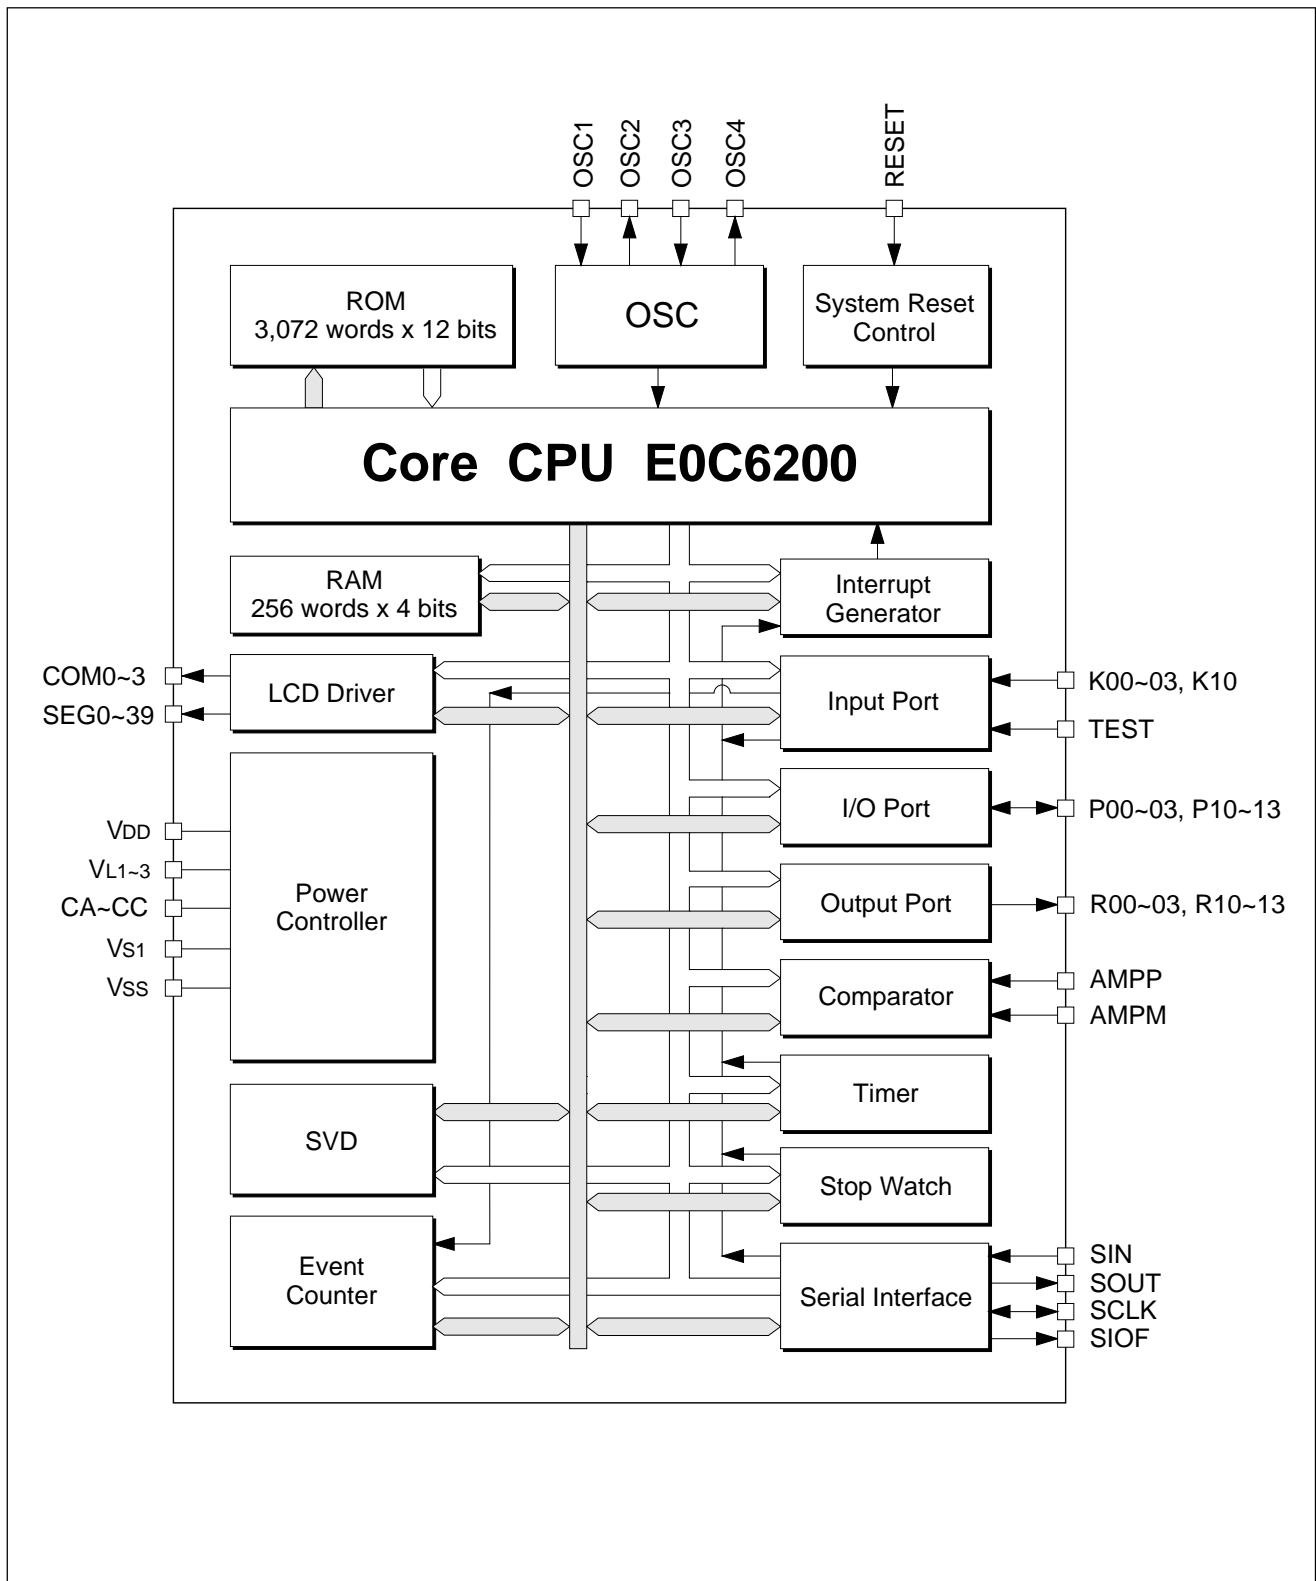 OSC1
OSC2
OSC3
OSC4
RESET
ROM
3,072 words x 12 bits
OSC
System Reset
Control
Core CPU E0C6200
RAM
256 words x 4 bits
Interrupt
Generator
COM0~3
SEG0~39
LCD Driver
Input Port
K00~03, K10
TEST
I/O Port
P00~03, P10~13
VDD
VL1~3
CA~CC
VS1
VSS
Power
Controller
Output Port
R00~03, R10~13
Comparator
AMPP
AMPM
Timer
SVD
Stop Watch
Event
Counter
Serial Interface
SIN
SOUT
SCLK
SIOF